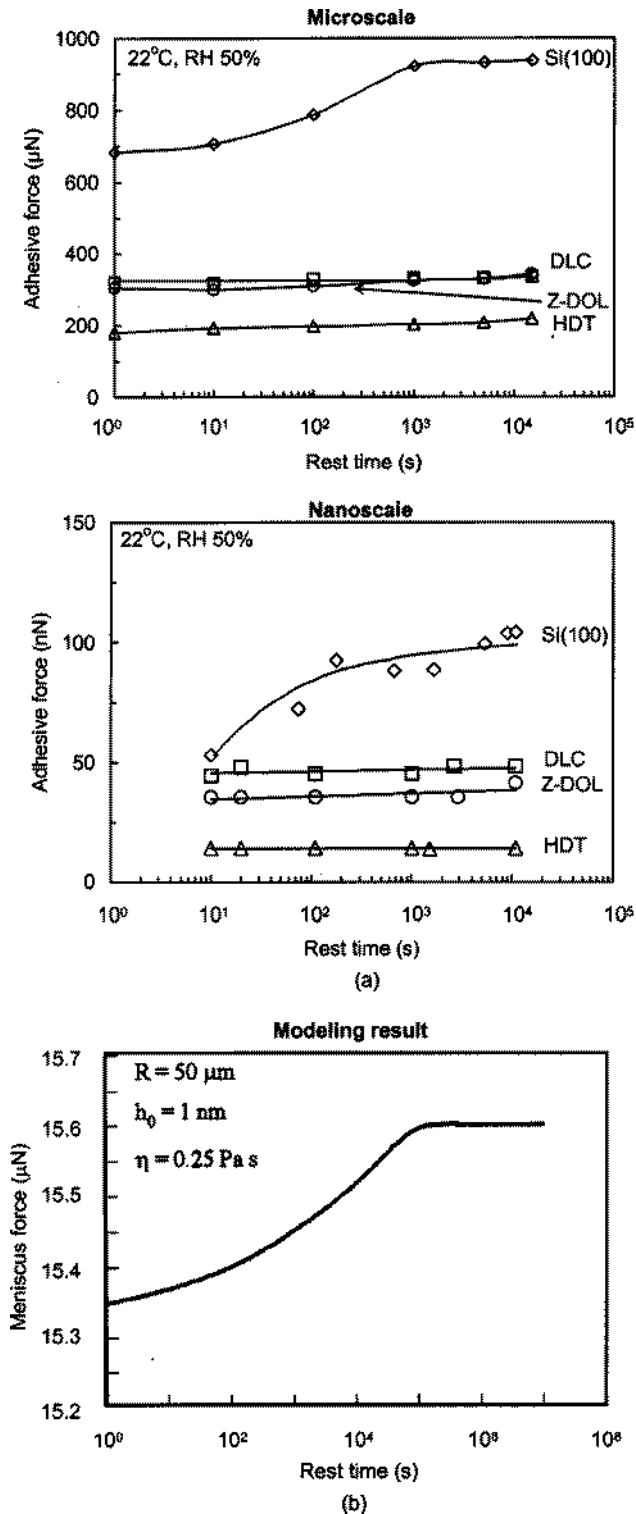 Microscale
22°C, RH 50%
Si(100)
DLC
Z-DOL
HDT
Adhesive force (µN)
1000
800
600
400
200
0
10⁰ 10¹ 10² 10³ 10⁴ 10⁵
Rest time (s)
Nanoscale
22°C, RH 50%
Si(100)
DLC
Z-DOL
HDT
Adhesive force (nN)
150
100
50
0
10⁰ 10¹ 10² 10³ 10⁴ 10⁵
Rest time (s)
(a)
Modeling result
R = 50 µm
h₀ = 1 nm
η = 0.25 Pa s
Meniscus force (µN)
15.7
15.6
15.5
15.4
15.3
15.2
10⁰ 10² 10⁴ 10⁶ 10⁸
Rest time (s)
(b)